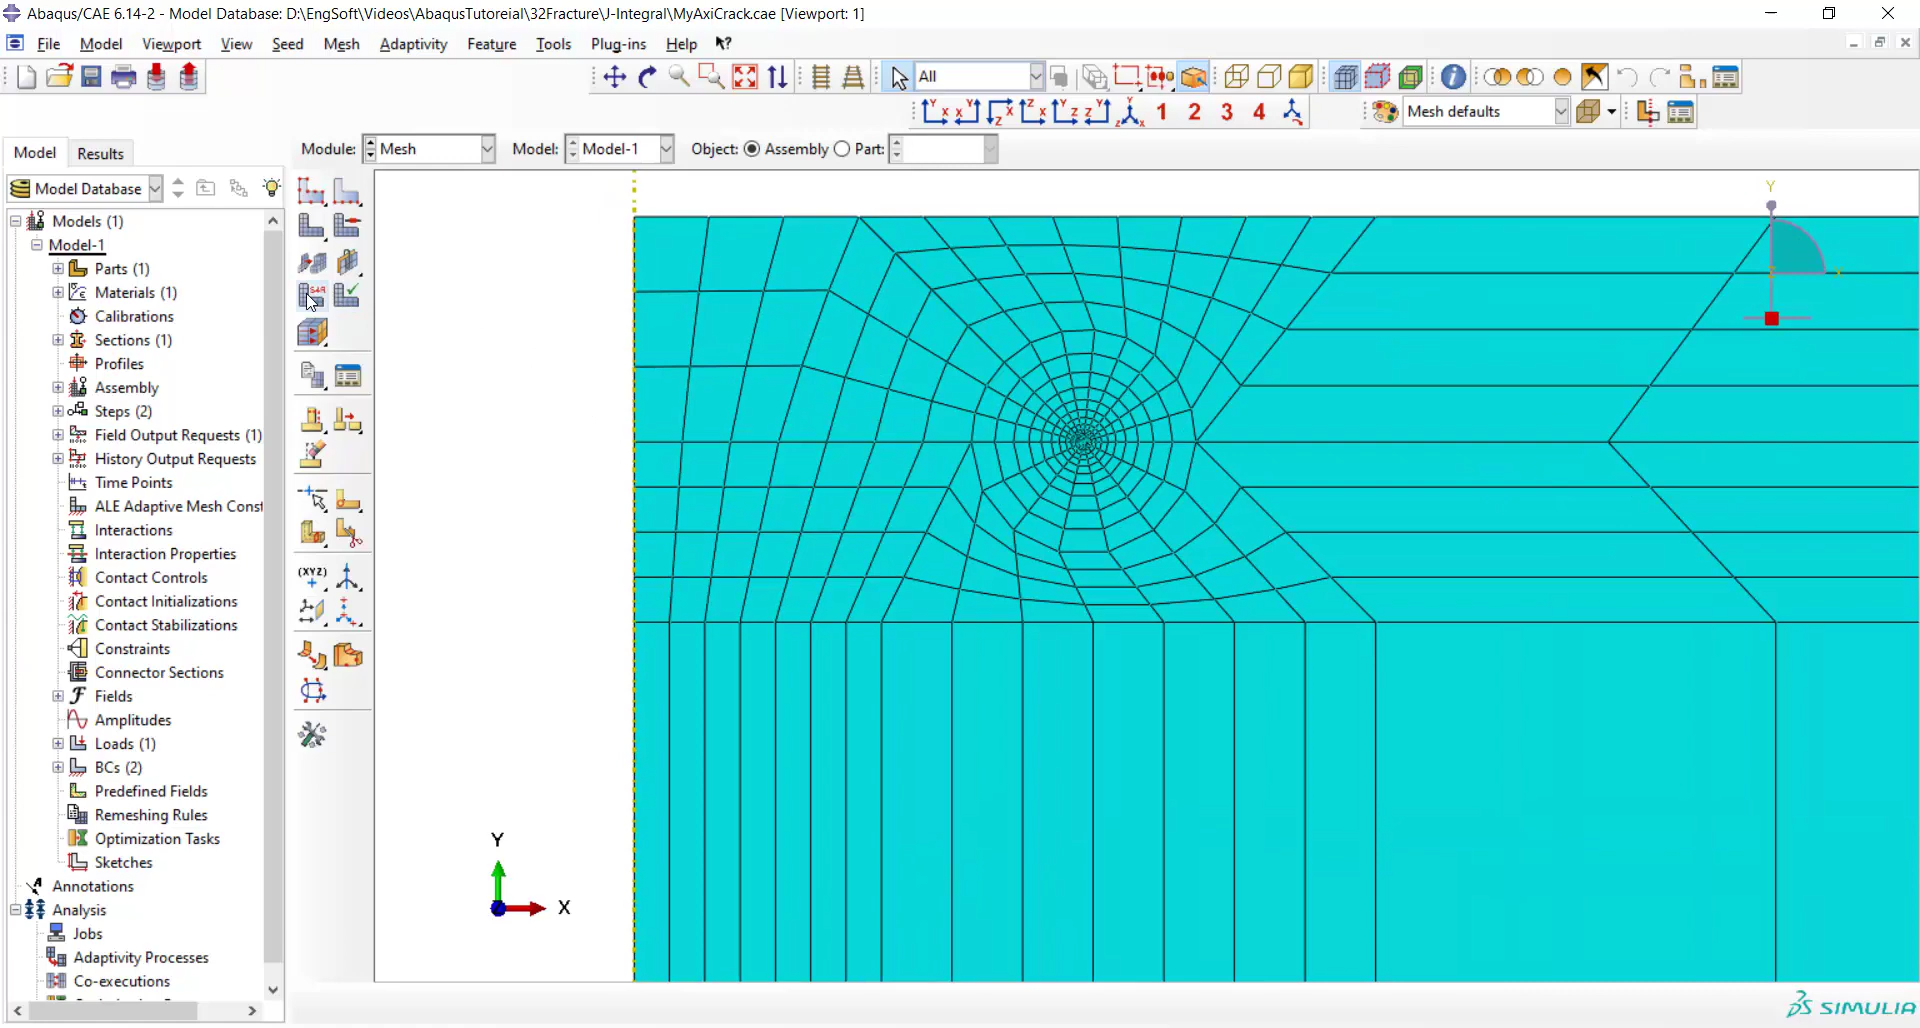 Abaqus/CAE 6.14-2 - Model Database: D:\EngSoft\Videos\AbaqusTutoreial\32Fracture\J-Integral\MyAxiCrack.cae [Viewport: 1]
File Model Viewport View Seed Mesh Adaptivity Feature Tools Plug-ins Help
All
1 2 3 4
Mesh defaults
Model Results
Module: Mesh Model: Model-1 Object: Assembly Part:
Model Database
Models (1)
Model-1
Parts (1)
Materials (1)
Calibrations
Sections (1)
Profiles
Assembly
Steps (2)
Field Output Requests (1)
History Output Requests
Time Points
ALE Adaptive Mesh Const
Interactions
Interaction Properties
Contact Controls
Contact Initializations
Contact Stabilizations
Constraints
Connector Sections
Fields
Amplitudes
Loads (1)
BCs (2)
Predefined Fields
Remeshing Rules
Optimization Tasks
Sketches
Annotations
Analysis
Jobs
Adaptivity Processes
Co-executions
(XYZ)
Y
Y
X
SIMULIA